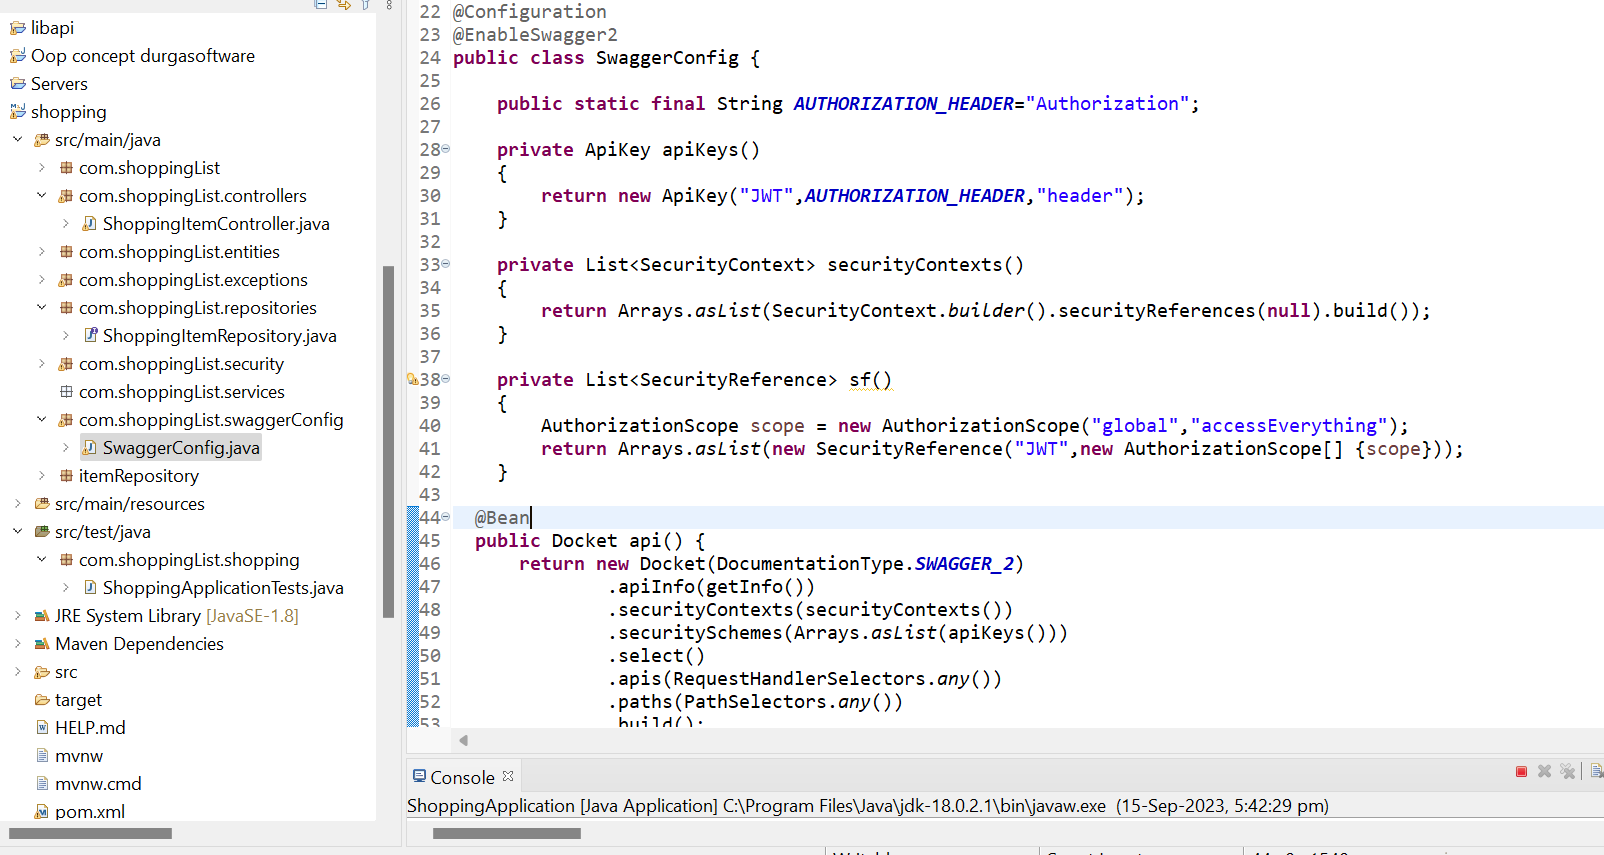 libapi
Oop concept durgasoftware
Servers
shopping
src/main/java
com.shoppingList
com.shoppingList.controllers
ShoppingItemController.java
com.shoppingList.entities
com.shoppingList.exceptions
com.shoppingList.repositories
ShoppingItemRepository.java
com.shoppingList.security
com.shoppingList.services
com.shoppingList.swaggerConfig
SwaggerConfig.java
itemRepository
src/main/resources
src/test/java
com.shoppingList.shopping
ShoppingApplicationTests.java
JRE System Library [JavaSE-1.8]
Maven Dependencies
src
target
HELP.md
mvnw
mvnw.cmd
pom.xml
22 @Configuration
23 @EnableSwagger2
24 public class SwaggerConfig {
25
26 public static final String AUTHORIZATION_HEADER="Authorization";
27
28 private ApiKey apiKeys()
29 {
30 return new ApiKey("JWT",AUTHORIZATION_HEADER,"header");
31 }
32
33 private List<SecurityContext> securityContexts()
34 {
35 return Arrays.asList(SecurityContext.builder().securityReferences(null).build());
36 }
37
38 private List<SecurityReference> sf()
39 {
40 AuthorizationScope scope = new AuthorizationScope("global","accessEverything");
41 return Arrays.asList(new SecurityReference("JWT",new AuthorizationScope[] {scope}));
42 }
43
44 @Bean
45 public Docket api() {
46 return new Docket(DocumentationType.SWAGGER_2)
47 .apiInfo(getInfo())
48 .securityContexts(securityContexts())
49 .securitySchemes(Arrays.asList(apiKeys()))
50 .select()
51 .apis(RequestHandlerSelectors.any())
52 .paths(PathSelectors.any())
53 .build();
Console
ShoppingApplication [Java Application] C:\Program Files\Java\jdk-18.0.2.1\bin\javaw.exe (15-Sep-2023, 5:42:29 pm)